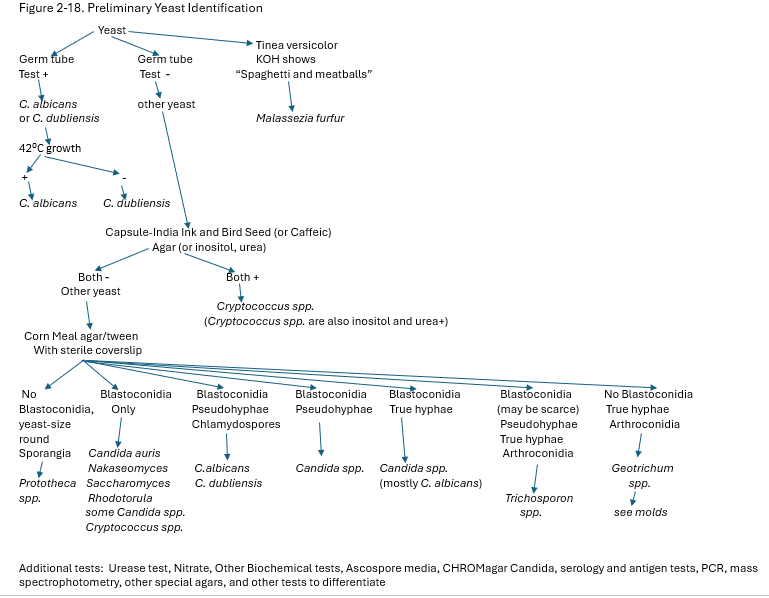 Figure 2-18. Preliminary Yeast Identification
Yeast
Germ tube
Test +
Germ tube
Test -
Tinea versicolor
KOH shows
“Spaghetti and meatballs”
C. albicans
or C. dubliensis
other yeast
Malassezia furfur
42⁰C growth
+
-
C. albicans
C. dubliensis
Capsule-India Ink and Bird Seed (or Caffeic)
Agar (or inositol, urea)
Both -
Other yeast
Both +
Cryptococcus spp.
(Cryptococcus spp. are also inositol and urea+)
Corn Meal agar/tween
With sterile coverslip
No
Blastoconidia,
yeast-size
round
Sporangia
Prototheca
spp.
Blastoconidia
Only
Candida auris
Nakaseomyces
Saccharomyces
Rhodotorula
some Candida spp.
Cryptococcus spp.
Blastoconidia
Pseudohyphae
Chlamydospores
C.albicans
C. dubliensis
Blastoconidia
Pseudohyphae
Candida spp.
Blastoconidia
True hyphae
Candida spp.
(mostly C. albicans)
Blastoconidia
(may be scarce)
Pseudohyphae
True hyphae
Arthroconidia
Trichosporon
spp.
No Blastoconidia
True hyphae
Arthroconidia
Geotrichum
spp.
see molds
Additional tests: Urease test, Nitrate, Other Biochemical tests, Ascospore media, CHROMagar Candida, serology and antigen tests, PCR, mass
spectrophotometry, other special agars, and other tests to differentiate